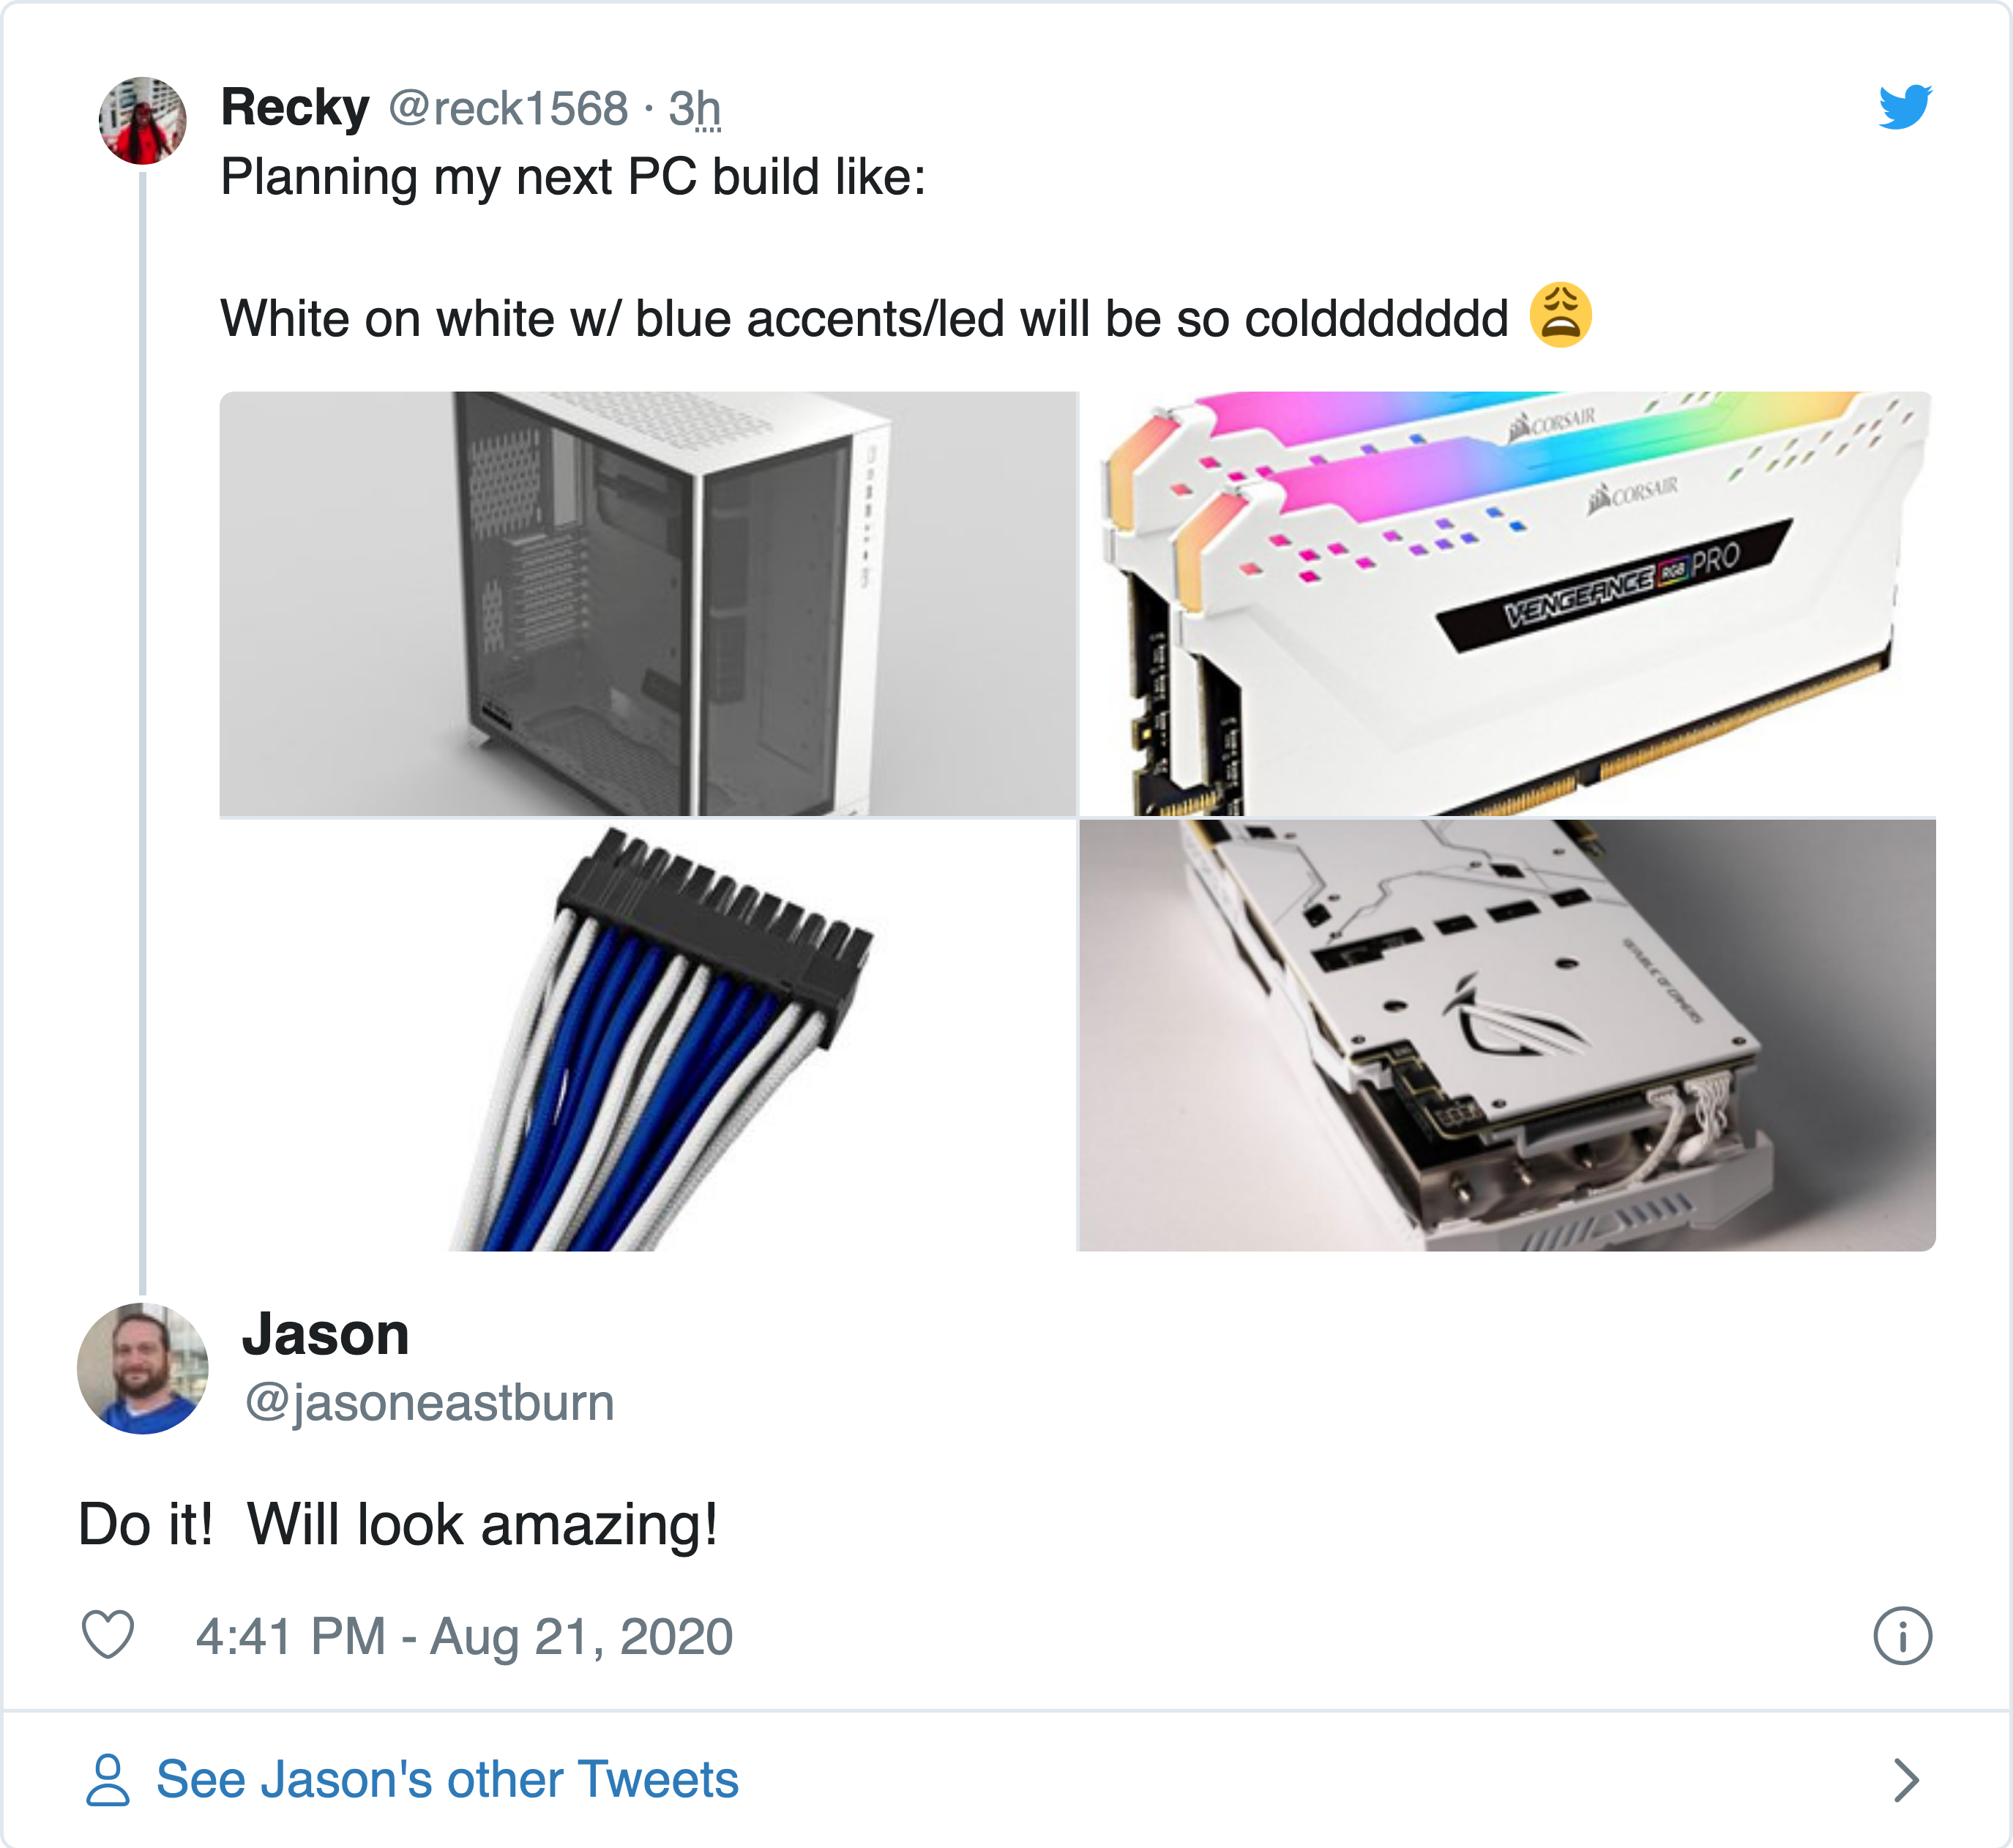 Recky @reck1568 · 3h
Planning my next PC build like:
White on white w/ blue accents/led will be so colddddddd 😩
CORSAIR
CORSAIR
VENGEANCE RGB PRO
REPUBLIC OF GAMERS
Jason
@jasoneastburn
Do it!  Will look amazing!
4:41 PM - Aug 21, 2020
See Jason's other Tweets